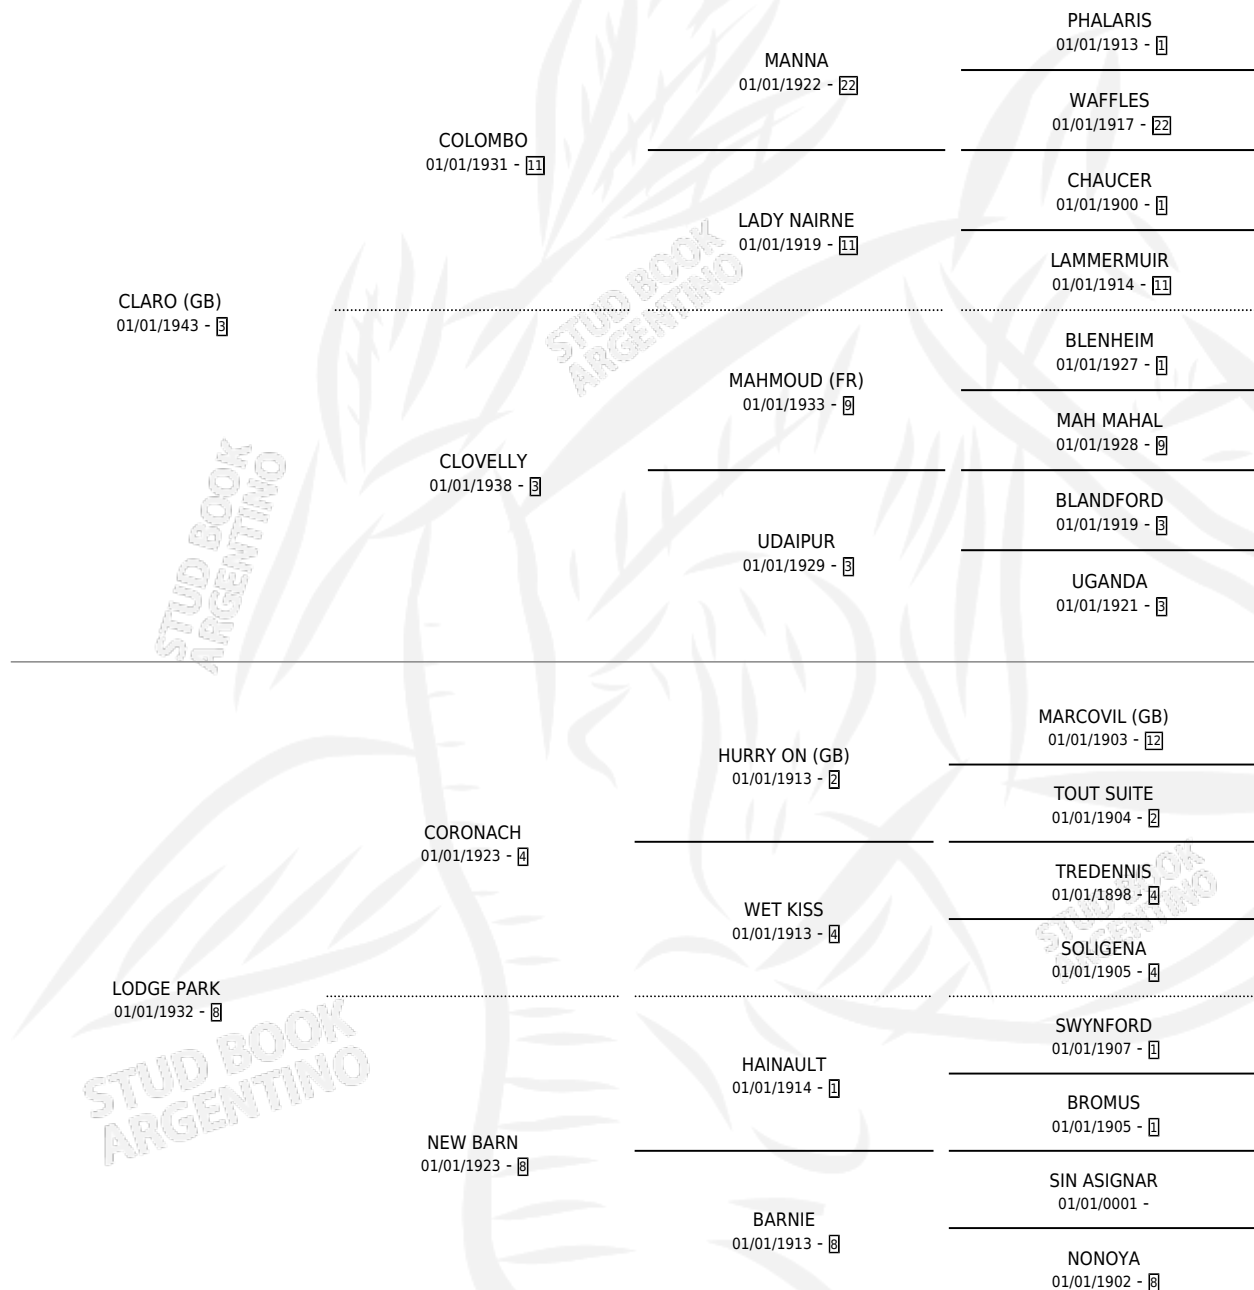 PHALARIS
01/01/1913 - 1
MANNA
01/01/1922 - 22
WAFFLES
01/01/1917 - 22
COLOMBO
01/01/1931 - 11
CHAUCER
01/01/1900 - 1
LADY NAIRNE
01/01/1919 - 11
LAMMERMUIR
01/01/1914 - 11
CLARO (GB)
01/01/1943 - 3
BLENHEIM
01/01/1927 - 1
MAHMOUD (FR)
01/01/1933 - 9
MAH MAHAL
01/01/1928 - 9
CLOVELLY
01/01/1938 - 3
BLANDFORD
01/01/1919 - 3
UDAIPUR
01/01/1929 - 3
UGANDA
01/01/1921 - 3
MARCOVIL (GB)
01/01/1903 - 12
HURRY ON (GB)
01/01/1913 - 2
TOUT SUITE
01/01/1904 - 2
CORONACH
01/01/1923 - 4
TREDENNIS
01/01/1898 - 4
WET KISS
01/01/1913 - 4
SOLIGENA
01/01/1905 - 4
LODGE PARK
01/01/1932 - 8
SWYNFORD
01/01/1907 - 1
HAINAULT
01/01/1914 - 1
BROMUS
01/01/1905 - 1
NEW BARN
01/01/1923 - 8
SIN ASIGNAR
01/01/0001 -
BARNIE
01/01/1913 - 8
NONOYA
01/01/1902 - 8
STUD BOOK
ARGENTINO
STUD BOOK
ARGENTINO
STUD BOOK
ARGENTINO
STUD BOOK
ARGENTINO